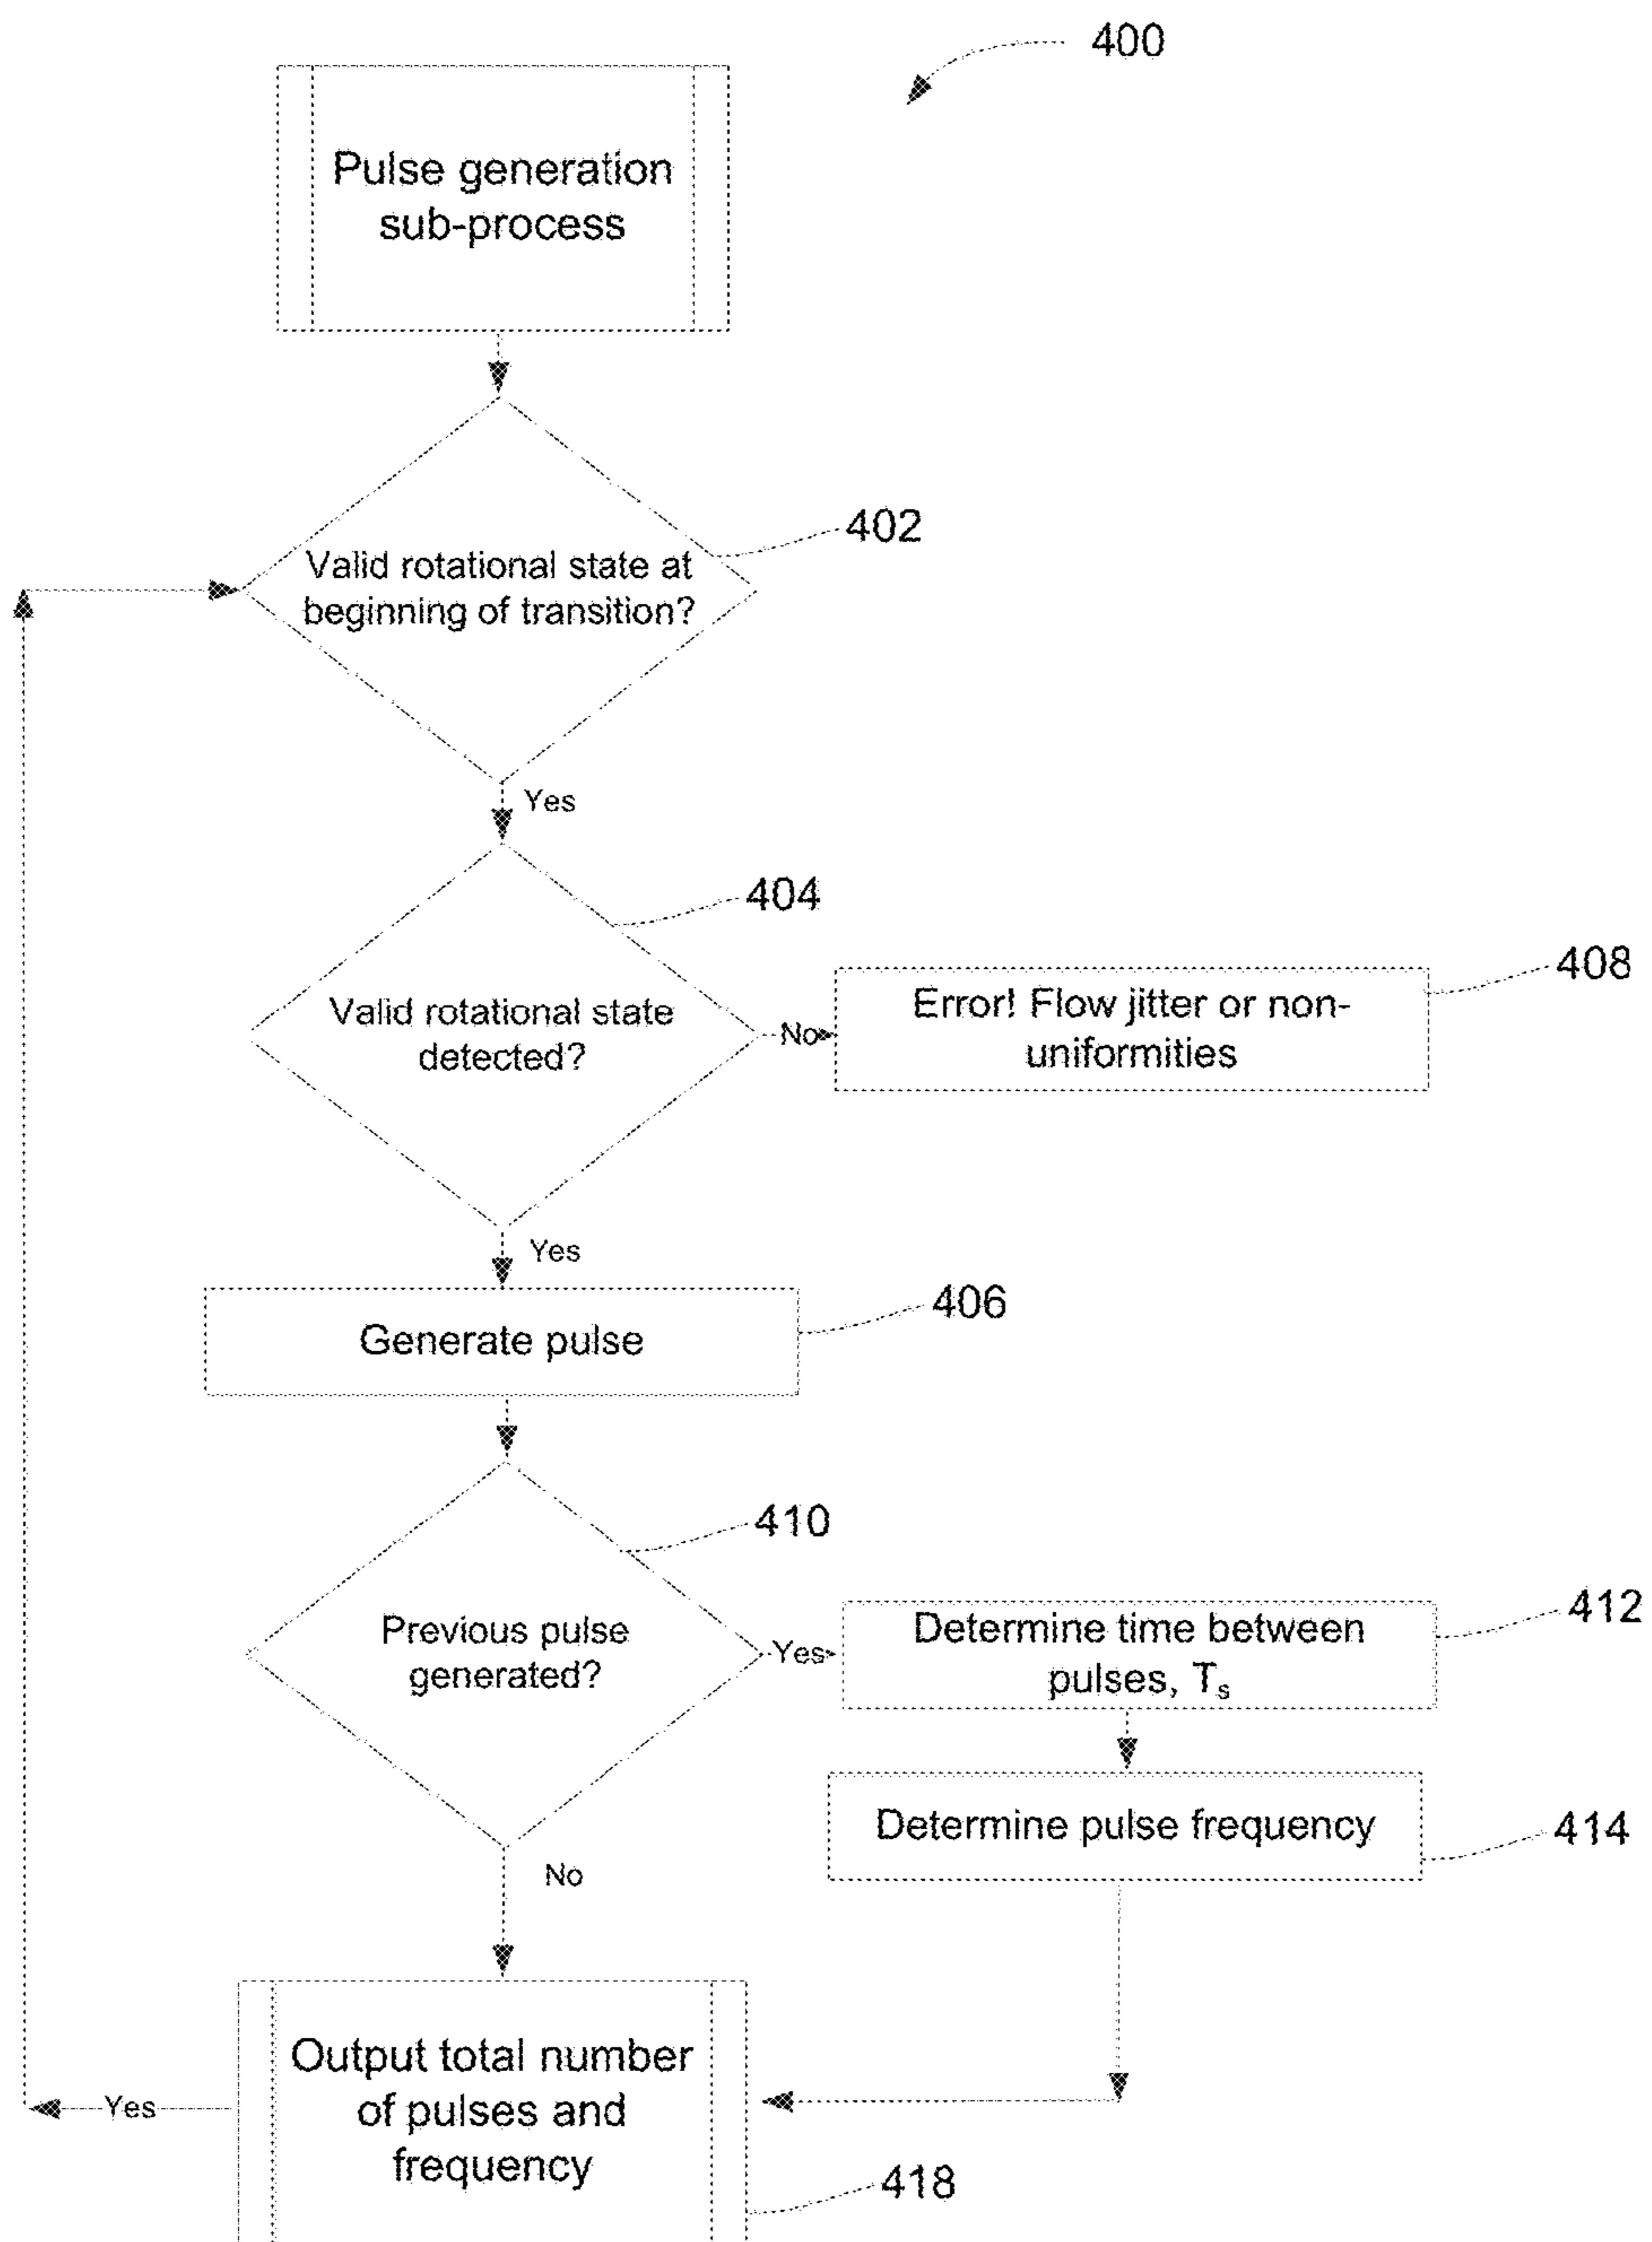 400
Pulse generation
sub-process
402
Valid rotational state at
beginning of transition?
Yes
404
Valid rotational state
detected?
No
408
Error! Flow jitter or non-
uniformities
Yes
406
Generate pulse
410
Previous pulse
generated?
Yes
412
Determine time between
pulses, Ts
Determine pulse frequency
414
No
Output total number
of pulses and
frequency
Yes
418